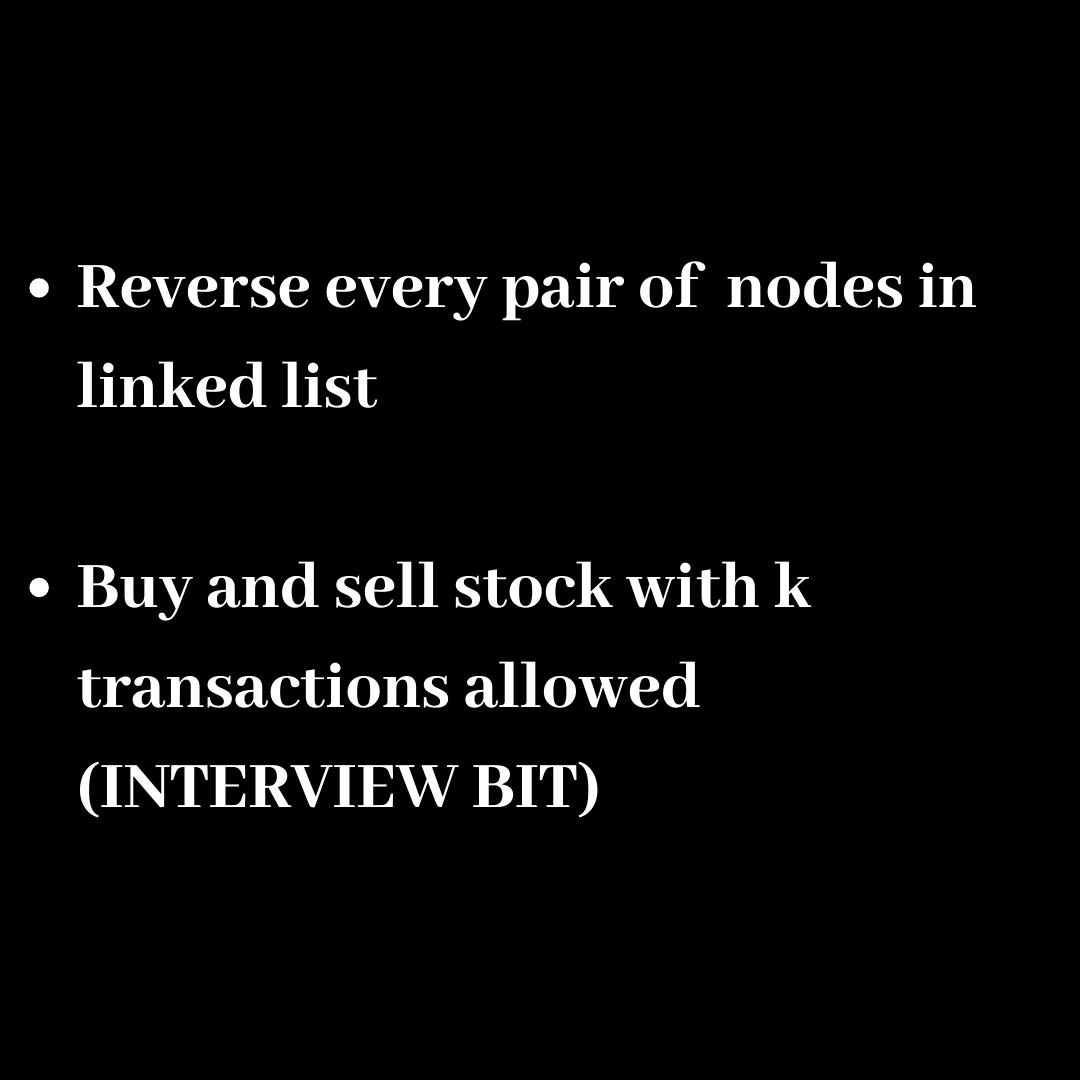 • Reverse every pair of  nodes in
linked list
• Buy and sell stock with k
transactions allowed
(INTERVIEW BIT)